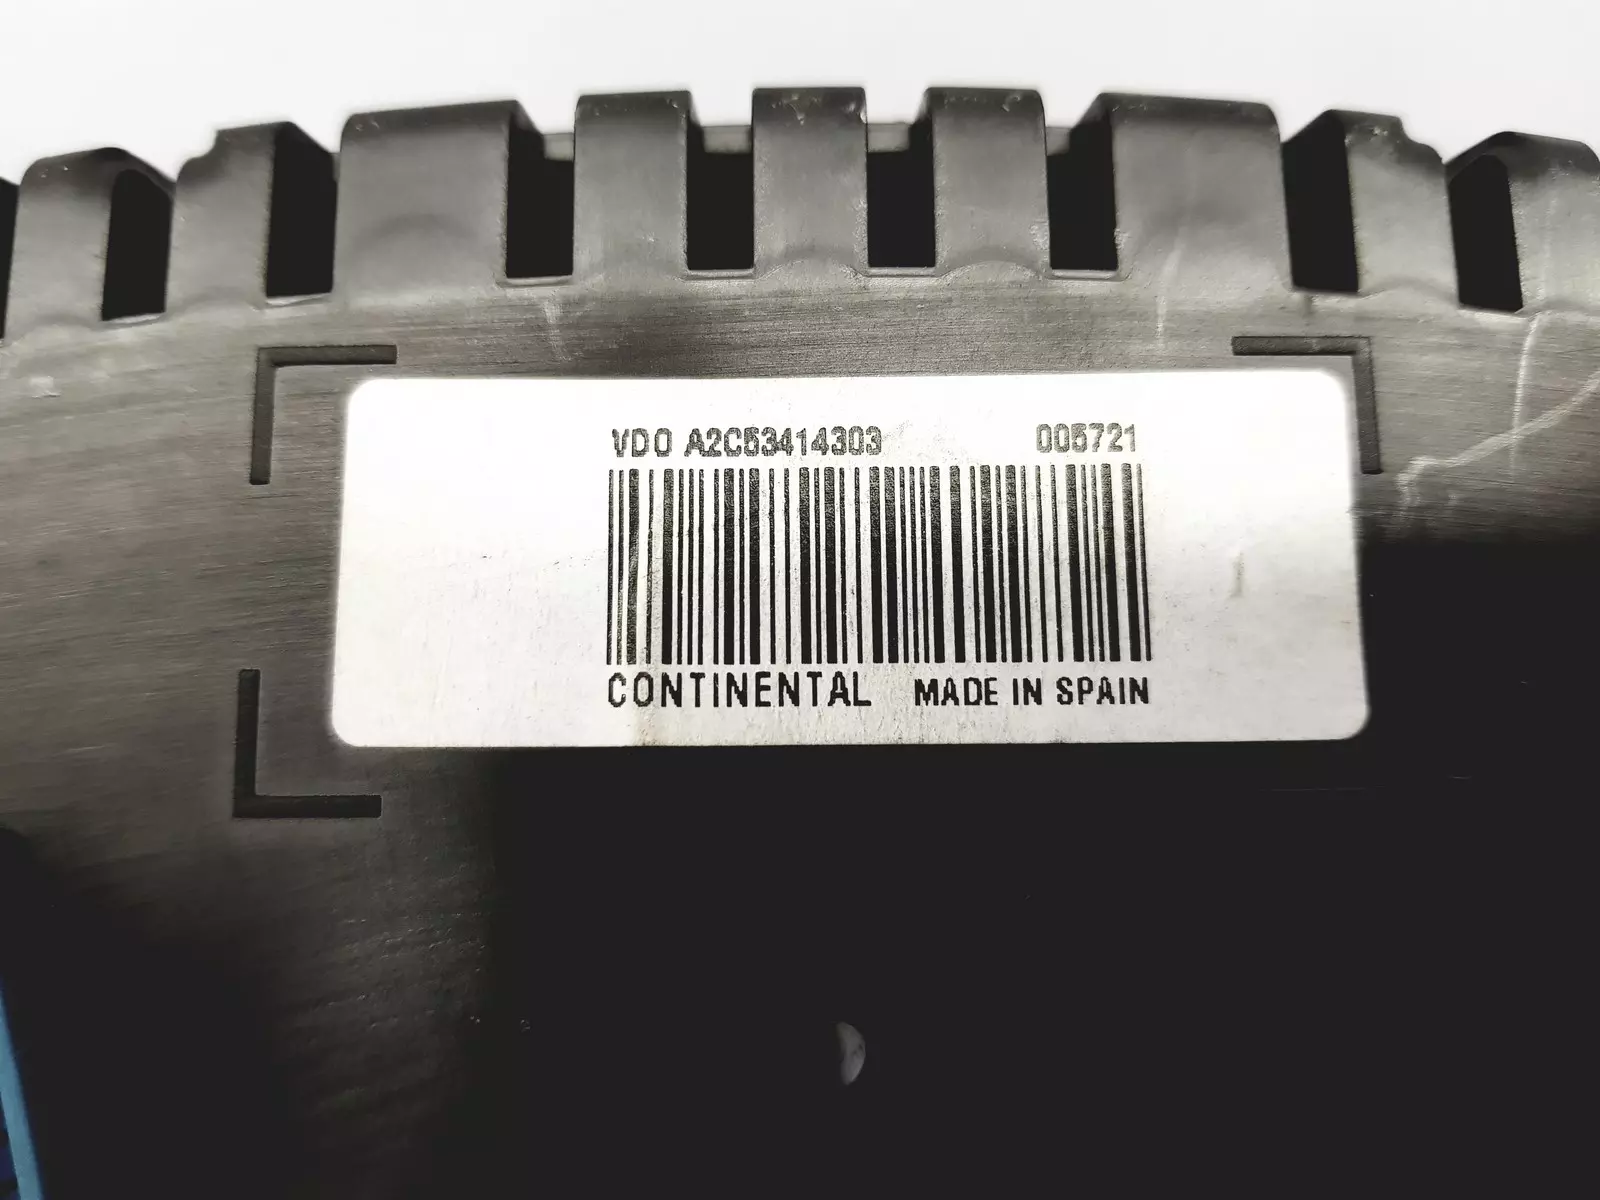 VDO A2C53414303 005721
CONTINENTAL MADE IN SPAIN